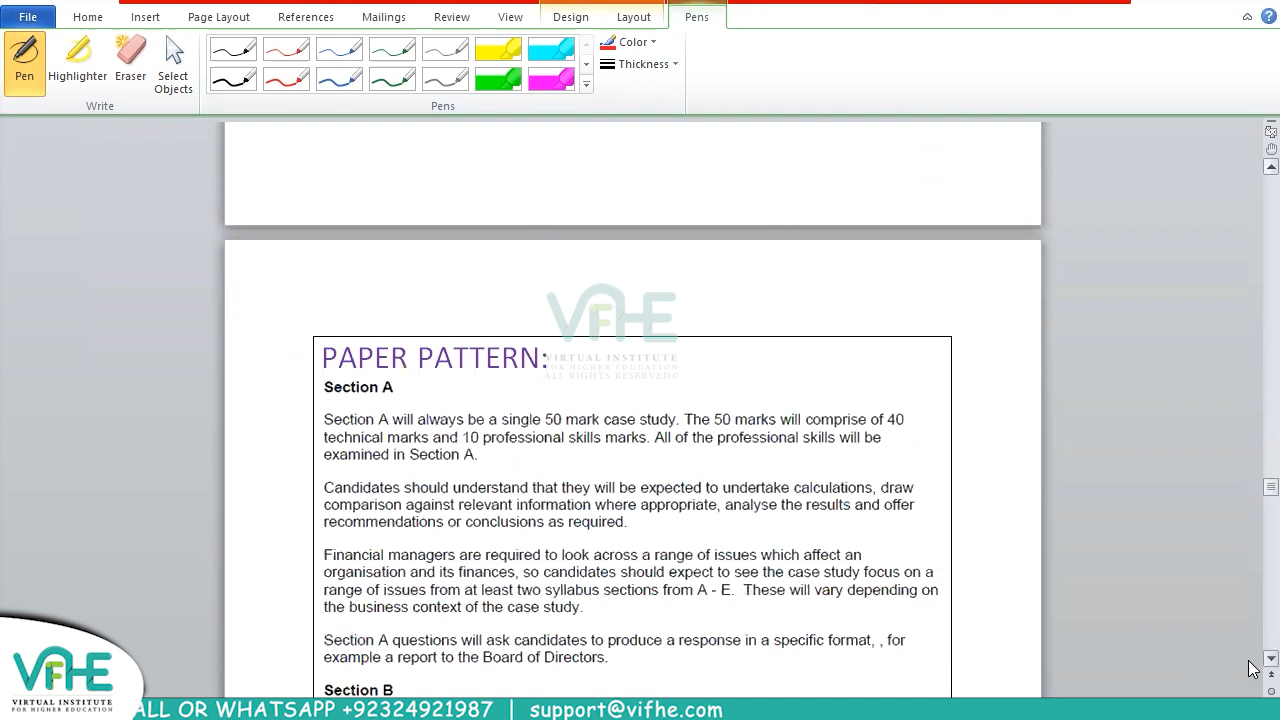 File Home Insert Page Layout References Mailings Review View Design Layout Pens
Pen Highlighter Eraser Select Objects
Color
Thickness
Write Pens
VFHE
VIRTUAL INSTITUTE
FOR HIGHER EDUCATION
ALL RIGHTS RESERVED©
PAPER PATTERN:
Section A
Section A will always be a single 50 mark case study. The 50 marks will comprise of 40
technical marks and 10 professional skills marks. All of the professional skills will be
examined in Section A.
Candidates should understand that they will be expected to undertake calculations, draw
comparison against relevant information where appropriate, analyse the results and offer
recommendations or conclusions as required.
Financial managers are required to look across a range of issues which affect an
organisation and its finances, so candidates should expect to see the case study focus on a
range of issues from at least two syllabus sections from A - E. These will vary depending on
the business context of the case study.
Section A questions will ask candidates to produce a response in a specific format, , for
example a report to the Board of Directors.
Section B
VFHE
VIRTUAL INSTITUTE
FOR HIGHER EDUCATION
ALL OR WHATSAPP +92324921987 | support@vifhe.com